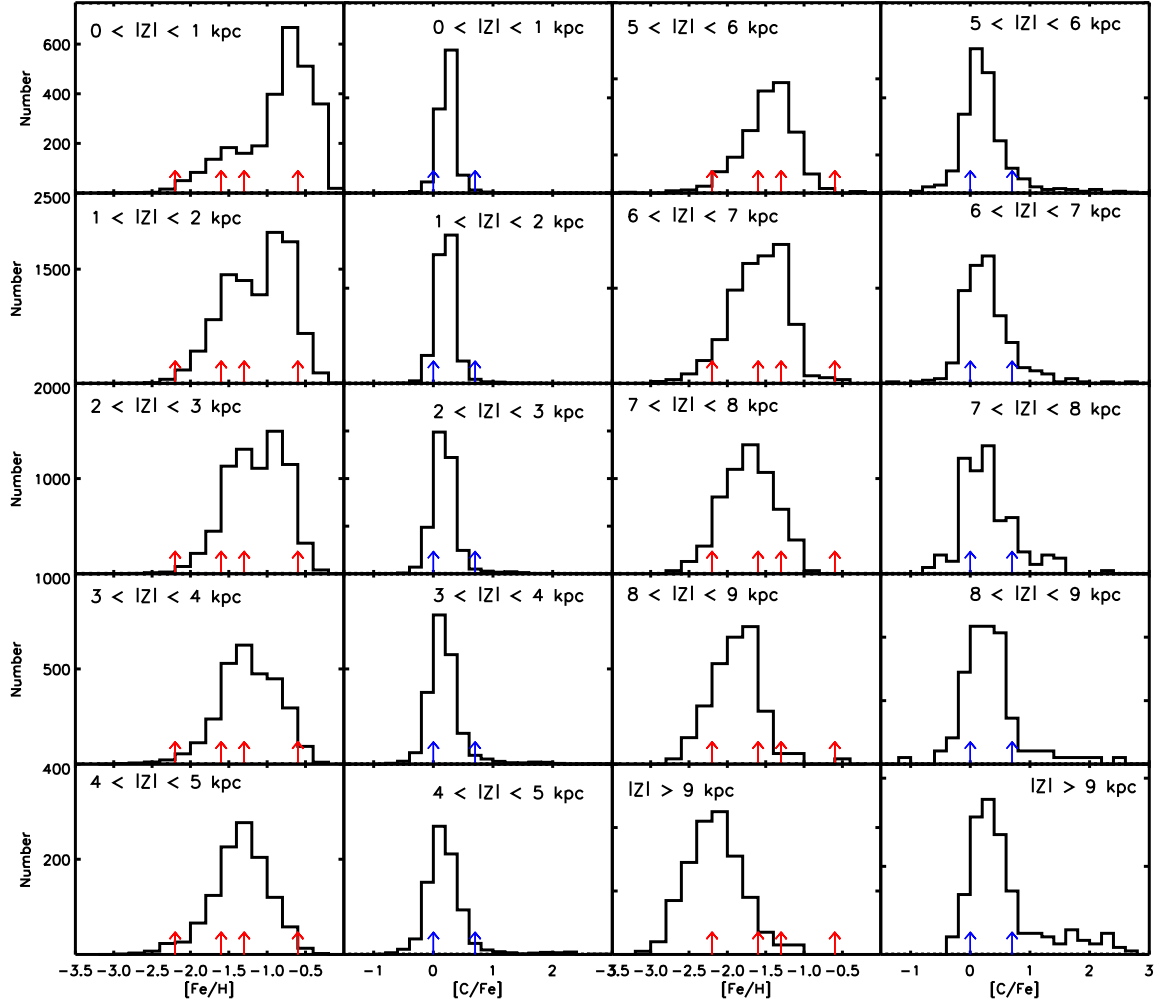 0 < |Z| < 1 kpc
0 < |Z| < 1 kpc
5 < |Z| < 6 kpc
5 < |Z| < 6 kpc
600
400
200
Number
2500
1 < |Z| < 2 kpc
1 < |Z| < 2 kpc
6 < |Z| < 7 kpc
6 < |Z| < 7 kpc
1500
Number
2000
2 < |Z| < 3 kpc
2 < |Z| < 3 kpc
7 < |Z| < 8 kpc
7 < |Z| < 8 kpc
1000
Number
1000
3 < |Z| < 4 kpc
3 < |Z| < 4 kpc
8 < |Z| < 9 kpc
8 < |Z| < 9 kpc
500
Number
400
4 < |Z| < 5 kpc
4 < |Z| < 5 kpc
|Z| > 9 kpc
|Z| > 9 kpc
200
Number
-3.5 -3.0 -2.5 -2.0 -1.5 -1.0 -0.5
-1 0 1 2
-3.5 -3.0 -2.5 -2.0 -1.5 -1.0 -0.5
-1 0 1 2 3
[Fe/H]
[C/Fe]
[Fe/H]
[C/Fe]